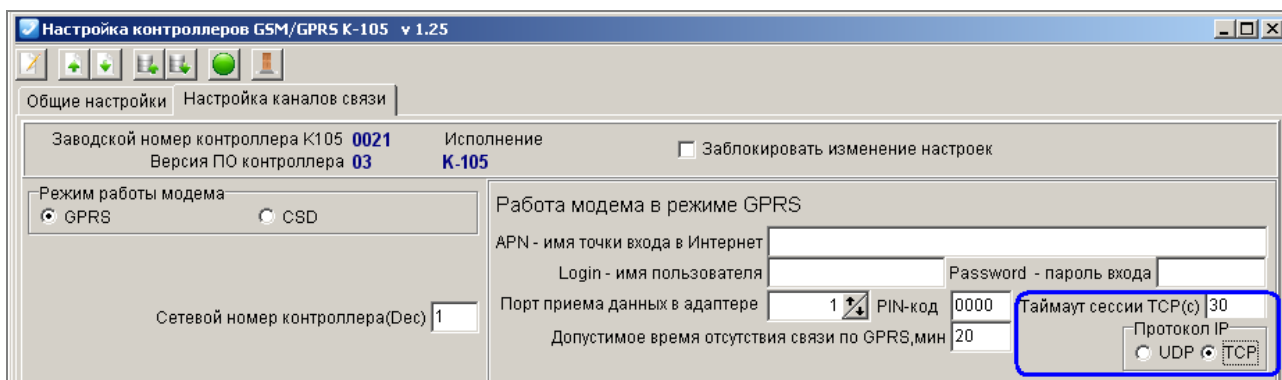 Настройка контроллеров GSM/GPRS K-105 v 1.25
Общие настройки Настройка каналов связи
Заводской номер контроллера K105 0021 Исполнение
Версия ПО контроллера 03 K-105
Заблокировать изменение настроек
Режим работы модема
GPRS CSD
Сетевой номер контроллера(Dec) 1
Работа модема в режиме GPRS
APN - имя точки входа в Интернет
Login - имя пользователя Password - пароль входа
Порт приема данных в адаптере 1 PIN-код 0000 Таймаут сессии TCP(с) 30
Допустимое время отсутствия связи по GPRS,мин 20
Протокол IP
UDP TCP